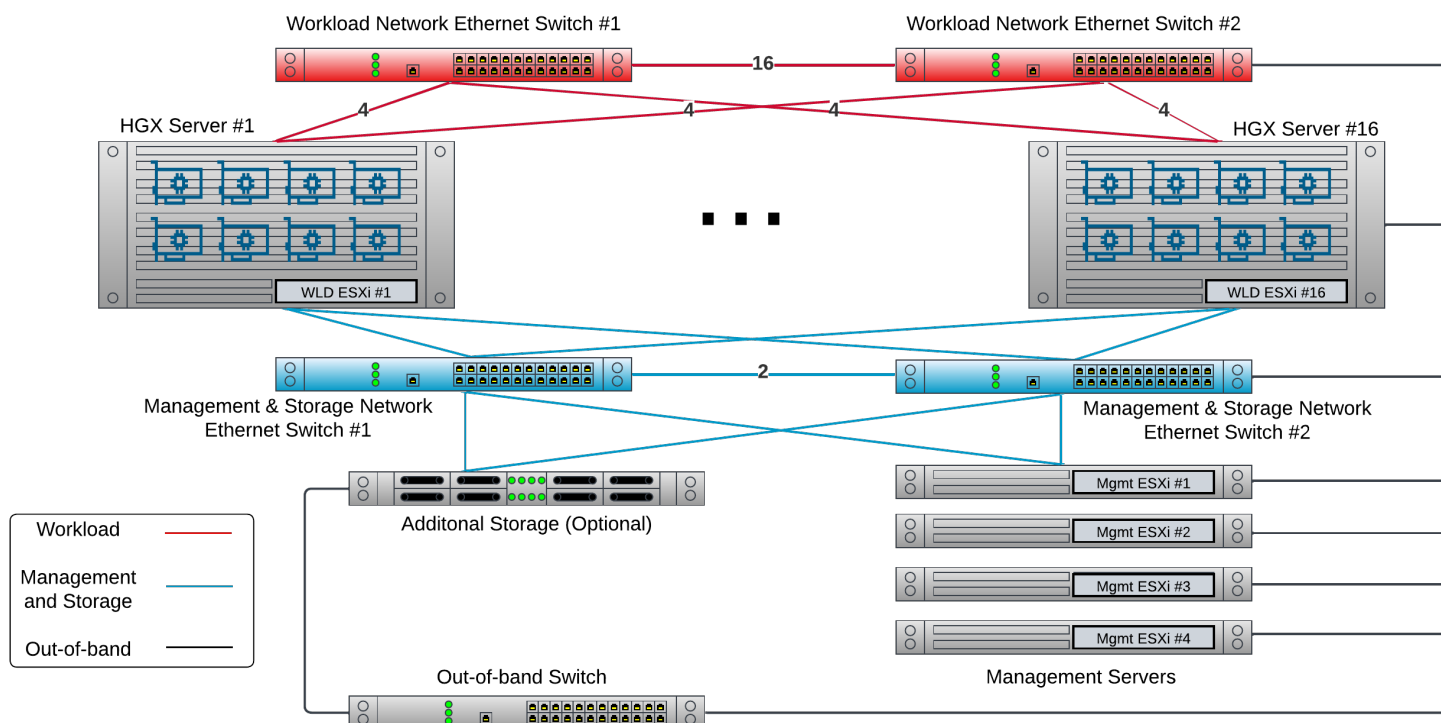 Workload Network Ethernet Switch #1
Workload Network Ethernet Switch #2
16
4
4
4
4
HGX Server #1
HGX Server #16
WLD ESXi #1
WLD ESXi #16
2
Management & Storage Network
Ethernet Switch #1
Management & Storage Network
Ethernet Switch #2
Mgmt ESXi #1
Additonal Storage (Optional)
Mgmt ESXi #2
Mgmt ESXi #3
Mgmt ESXi #4
Workload
Management
and Storage
Out-of-band
Out-of-band Switch
Management Servers